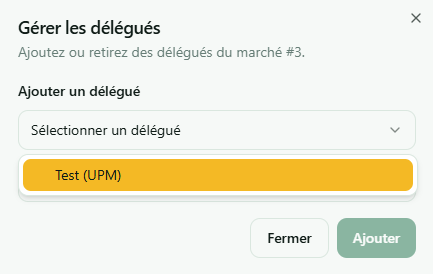 Gérer les délégués
Ajoutez ou retirez des délégués du marché #3.
Ajouter un délégué
Sélectionner un délégué
Test (UPM)
Fermer
Ajouter